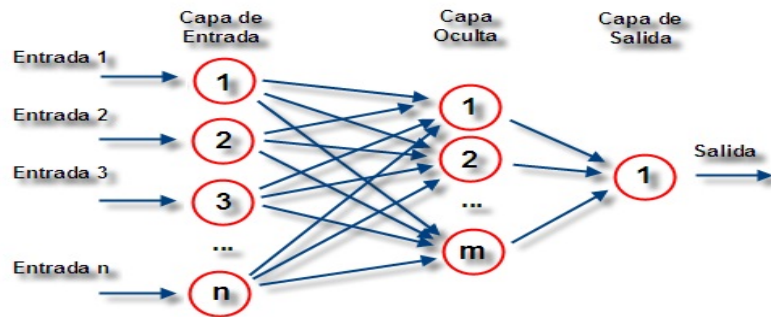 Capa de
Entrada
Capa
Oculta
Capa de
Salida
Entrada 1
1
Entrada 2
2
Entrada 3
3
...
Entrada n
n
1
2
...
m
1
Salida